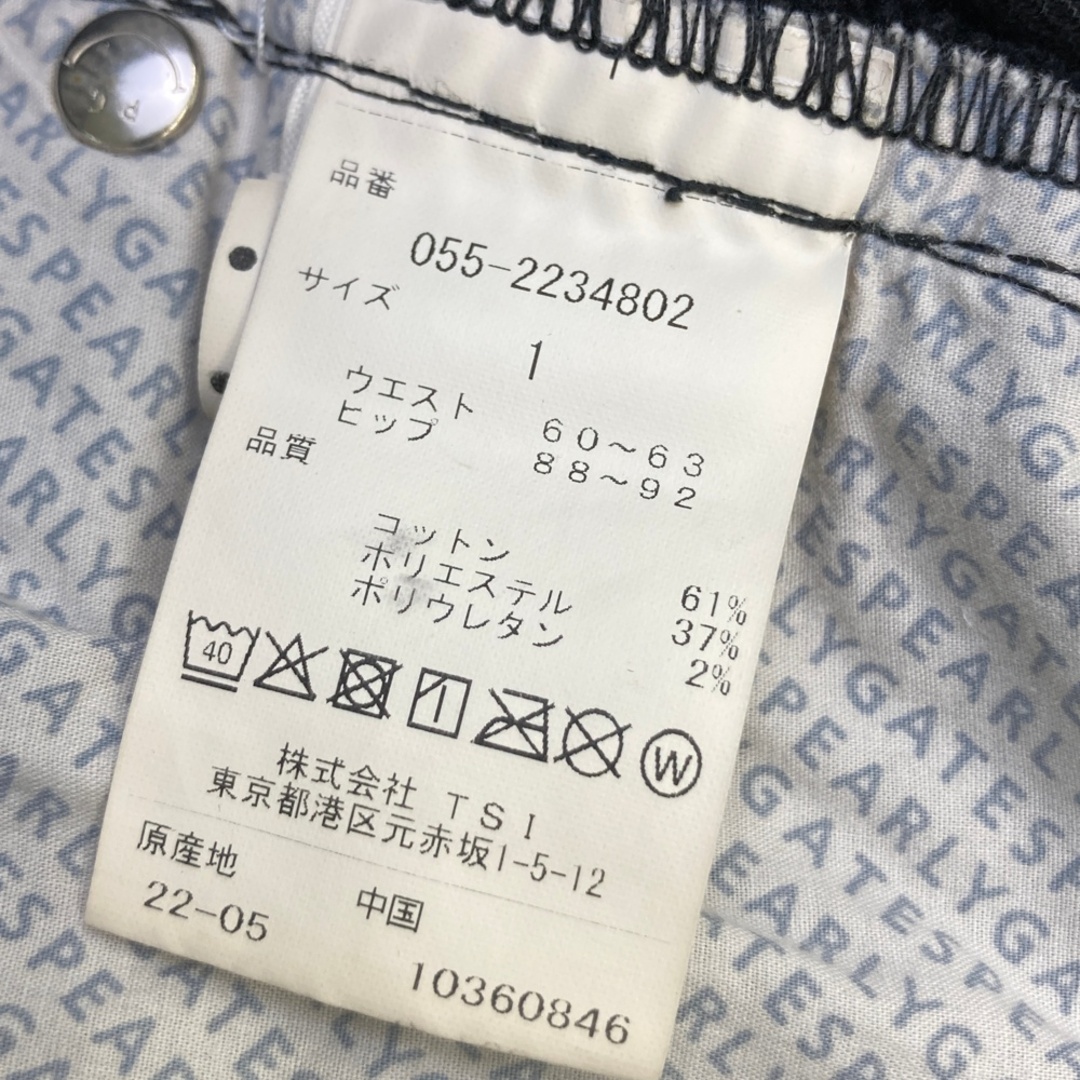 品番
055-2234802
サイズ
1
ウエスト 60~63
ヒップ 88~92
品質
コットン 61%
ポリエステル 37%
ポリウレタン 2%
40
W
株式会社 TSI
東京都港区元赤坂1-5-12
原産地
22-05 中国
10360846
PEARLYGATES PEARLYGATES